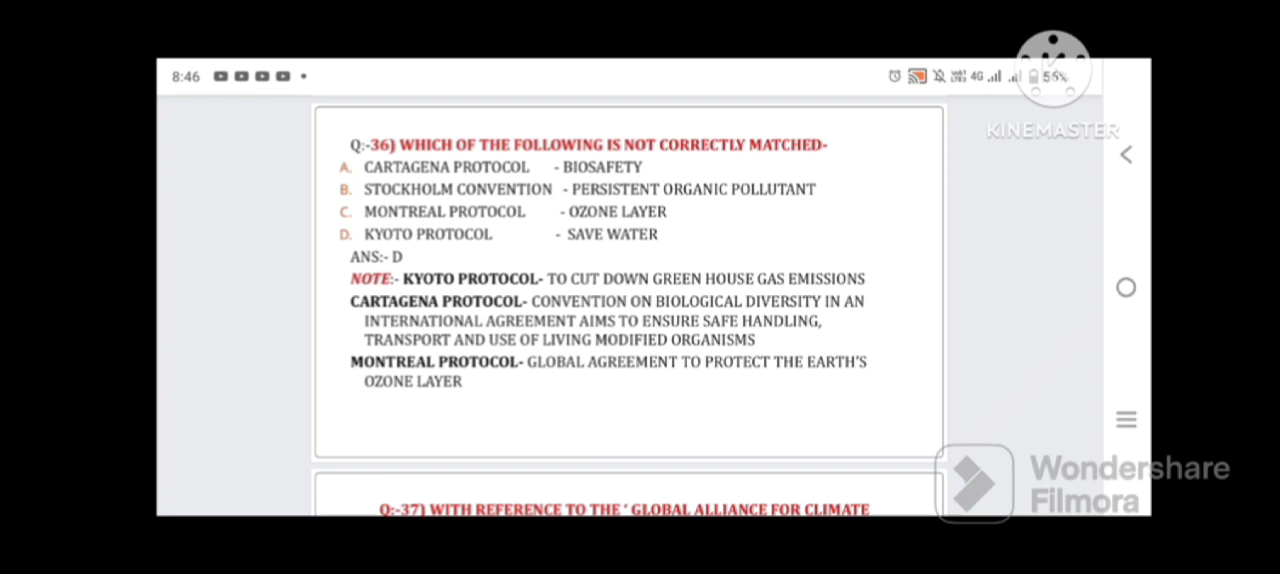 8:46
4G
56%
KINEMASTER
Q:-36) WHICH OF THE FOLLOWING IS NOT CORRECTLY MATCHED-
A. CARTAGENA PROTOCOL - BIOSAFETY
B. STOCKHOLM CONVENTION - PERSISTENT ORGANIC POLLUTANT
C. MONTREAL PROTOCOL - OZONE LAYER
D. KYOTO PROTOCOL - SAVE WATER
ANS:- D
NOTE:- KYOTO PROTOCOL- TO CUT DOWN GREEN HOUSE GAS EMISSIONS
CARTAGENA PROTOCOL- CONVENTION ON BIOLOGICAL DIVERSITY IN AN
INTERNATIONAL AGREEMENT AIMS TO ENSURE SAFE HANDLING,
TRANSPORT AND USE OF LIVING MODIFIED ORGANISMS
MONTREAL PROTOCOL- GLOBAL AGREEMENT TO PROTECT THE EARTH'S
OZONE LAYER
Wondershare
Filmora
Q:-37) WITH REFERENCE TO THE ' GLOBAL ALLIANCE FOR CLIMATE